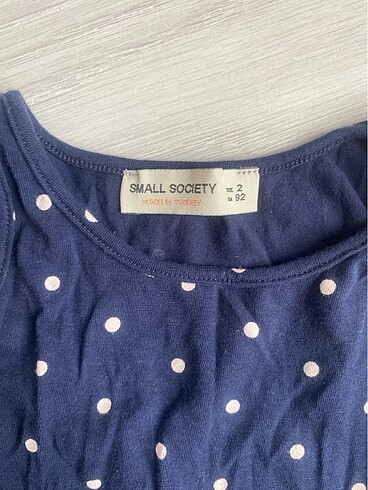 SMALL SOCIETY
MADE IN TURKEY
2
92